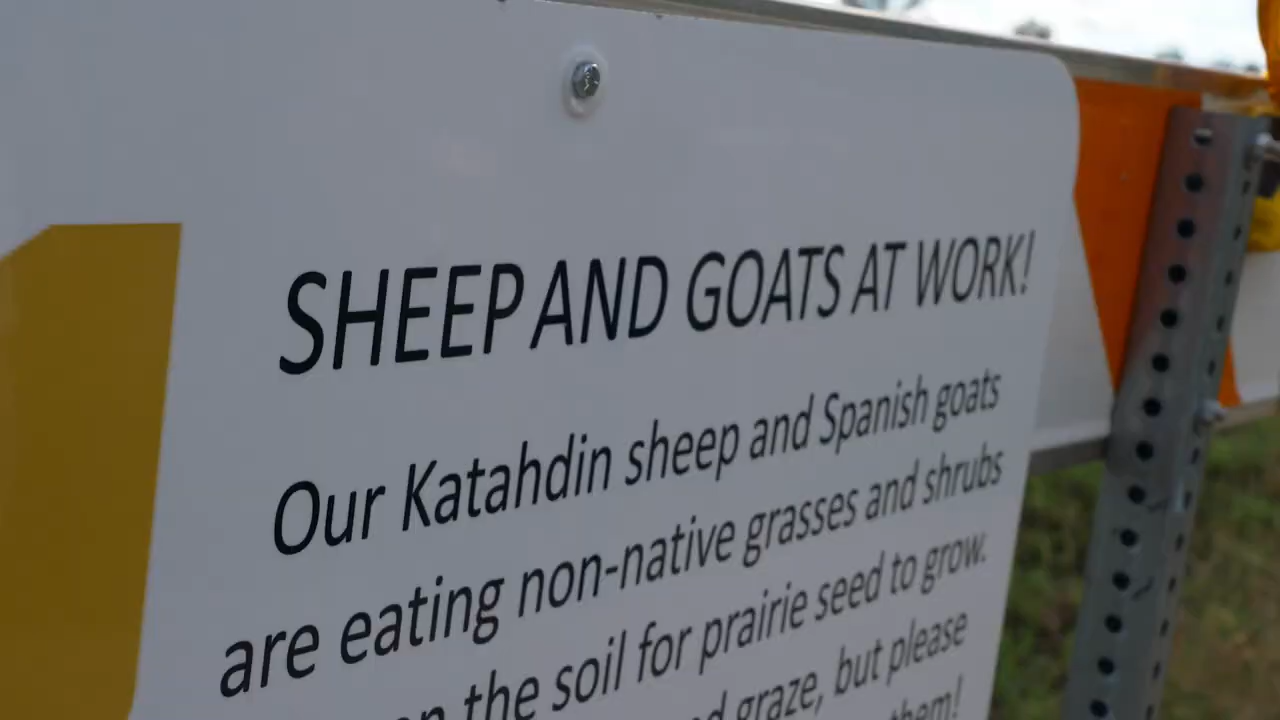 SHEEP AND GOATS AT WORK!
Our Katahdin sheep and Spanish goats
are eating non-native grasses and shrubs
the soil for prairie seed to grow.
graze, but please
them!